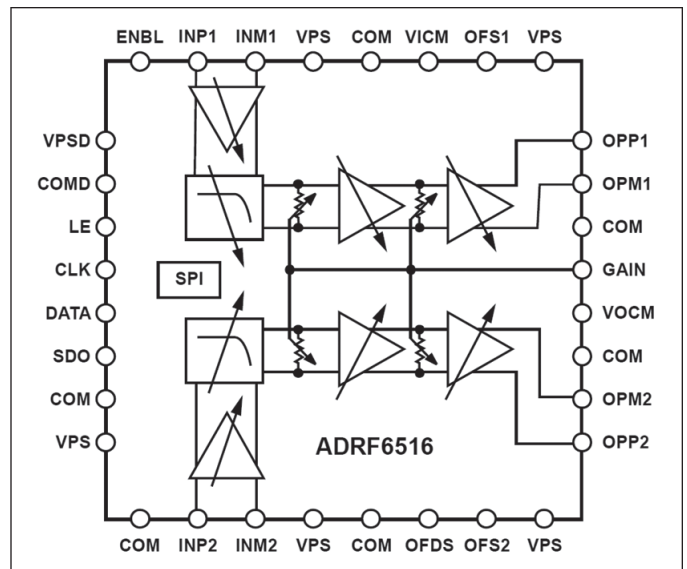 ENBL INP1 INM1 VPS COM VICM OFS1 VPS
VPSD
COMD
LE
CLK
DATA
SDO
COM
VPS
OPP1
OPM1
COM
GAIN
VOCM
COM
OPM2
OPP2
SPI
ADRF6516
COM INP2 INM2 VPS COM OFDS OFS2 VPS